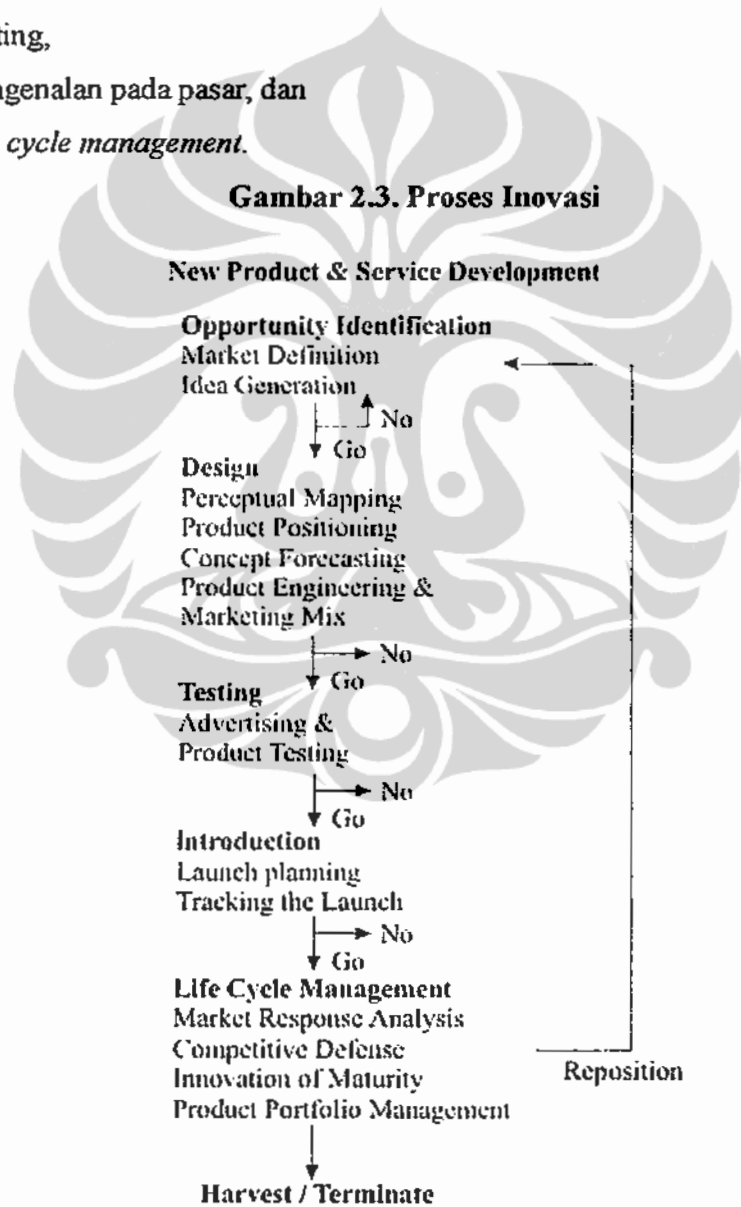 ting,
genalan pada pasar, dan
cycle management.
Gambar 2.3. Proses Inovasi
New Product & Service Development
Opportunity Identification
Market Definition
Idea Generation
No
Go
Design
Perceptual Mapping
Product Positioning
Concept Forecasting
Product Engineering &
Marketing Mix
No
Go
Testing
Advertising &
Product Testing
No
Go
Introduction
Launch planning
Tracking the Launch
No
Go
Life Cycle Management
Market Response Analysis
Competitive Defense
Innovation of Maturity
Product Portfolio Management
Reposition
Harvest / Terminate